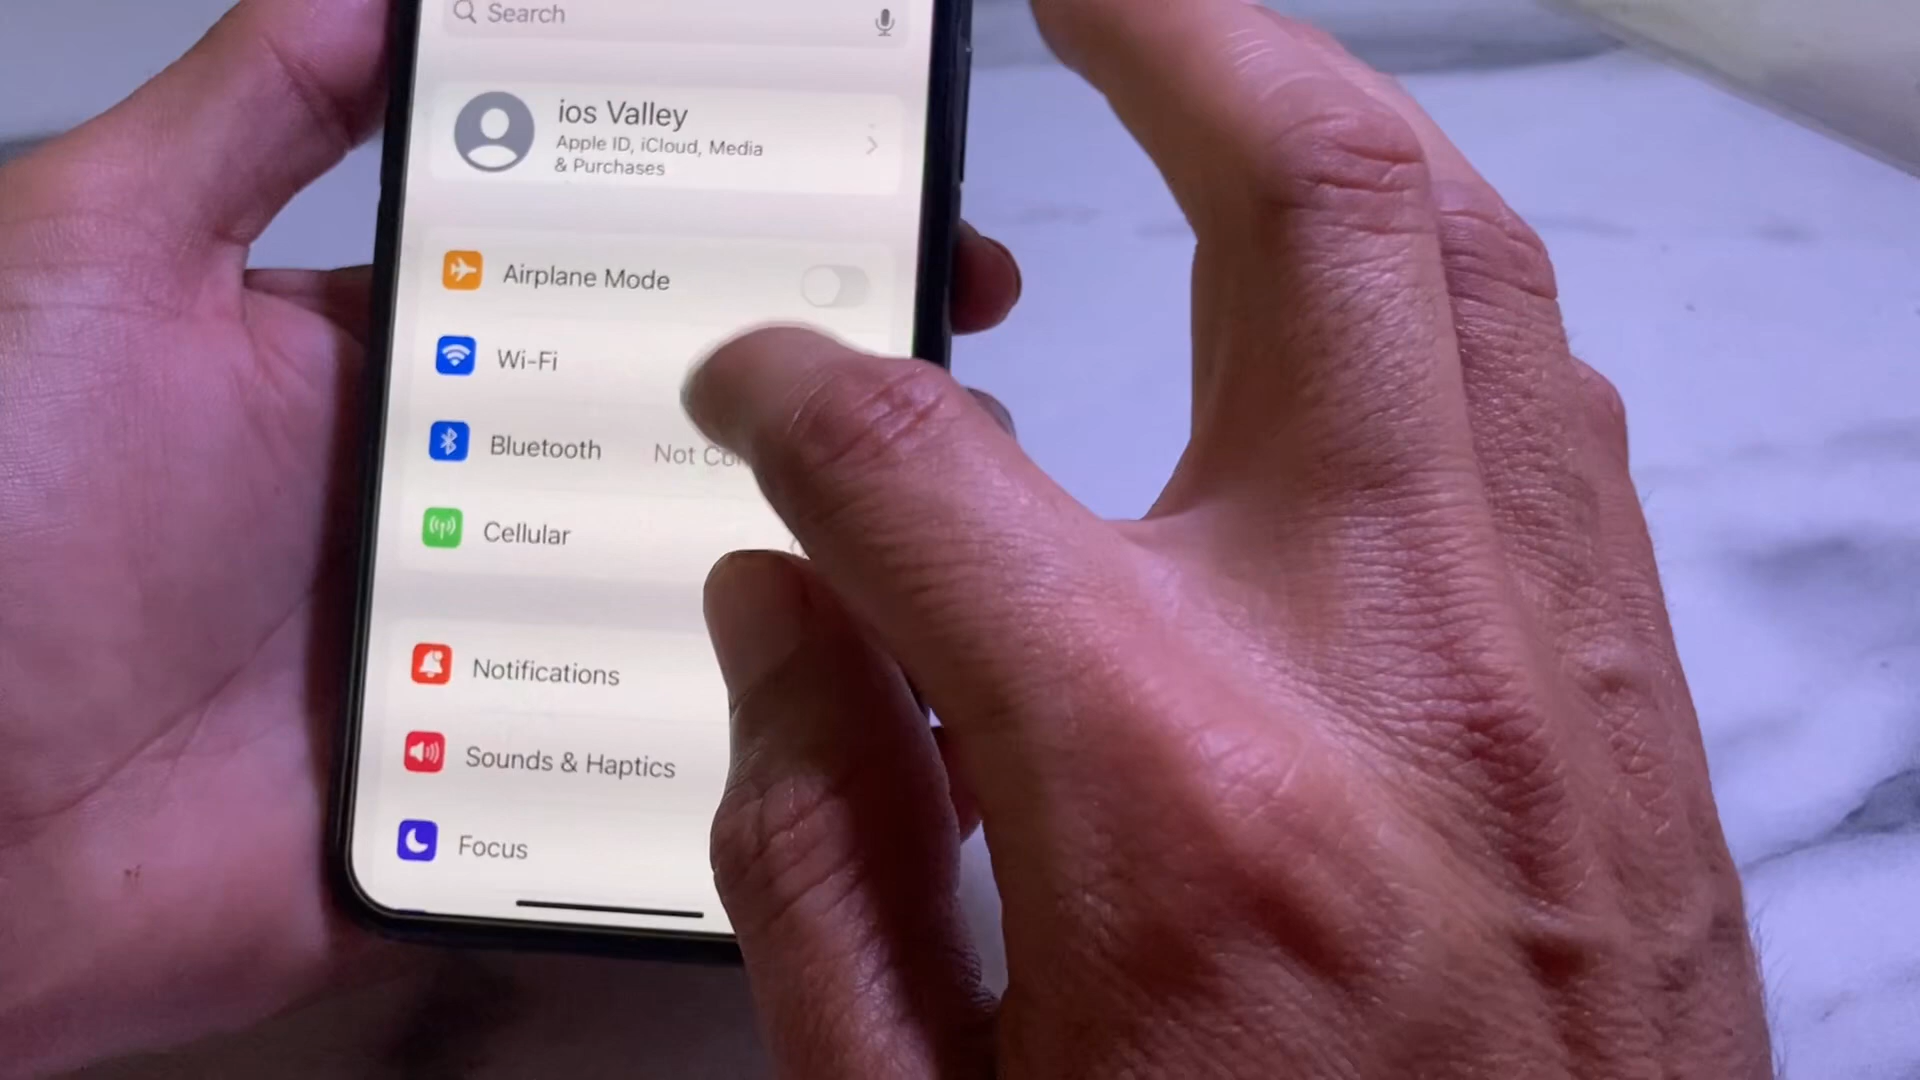 Search
ios Valley
Apple ID, iCloud, Media
& Purchases
Airplane Mode
Wi-Fi
Bluetooth Not
Cellular
Notifications
Sounds & Haptics
Focus